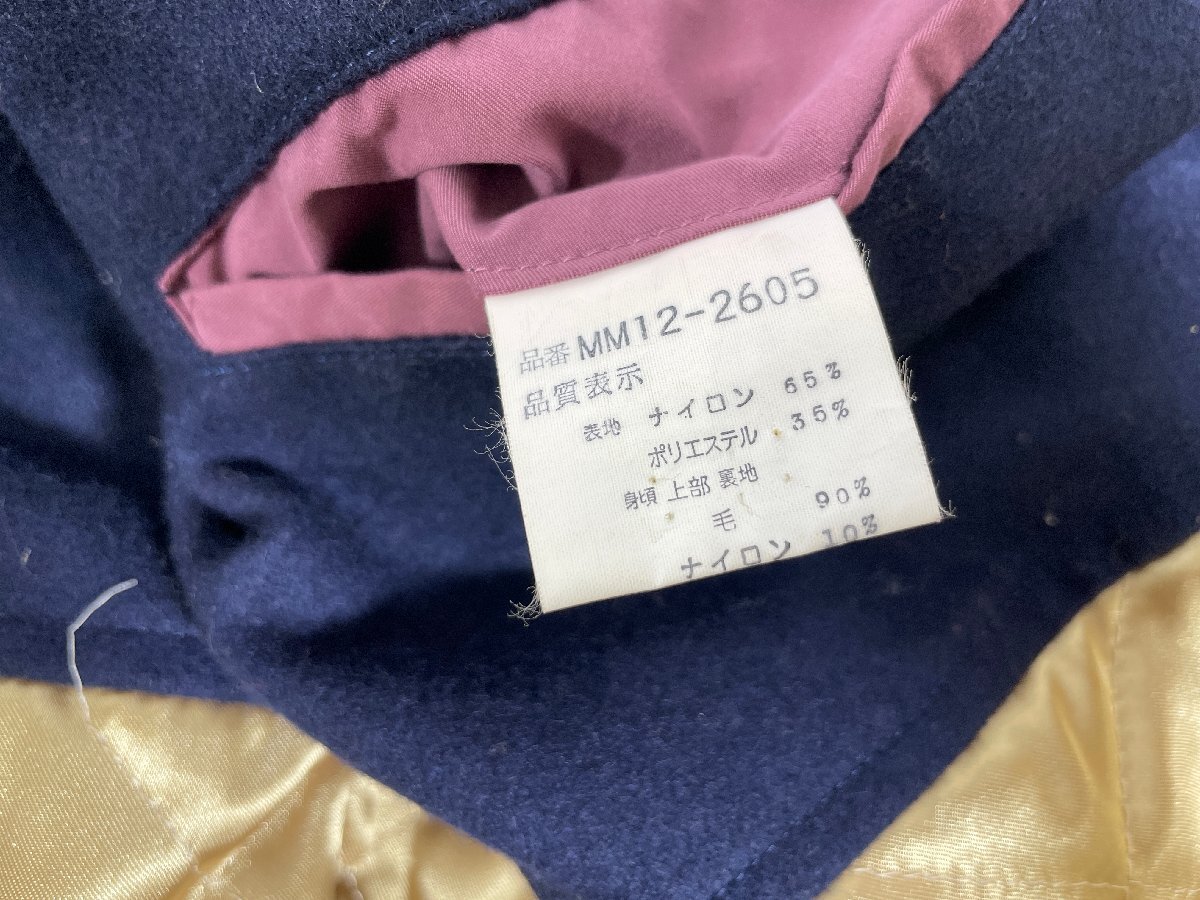 品番 MM12-2605
品質表示
表地 ナイロン 65%
ポリエステル 35%
身頃 上部 裏地
毛 90%
ナイロン 10%